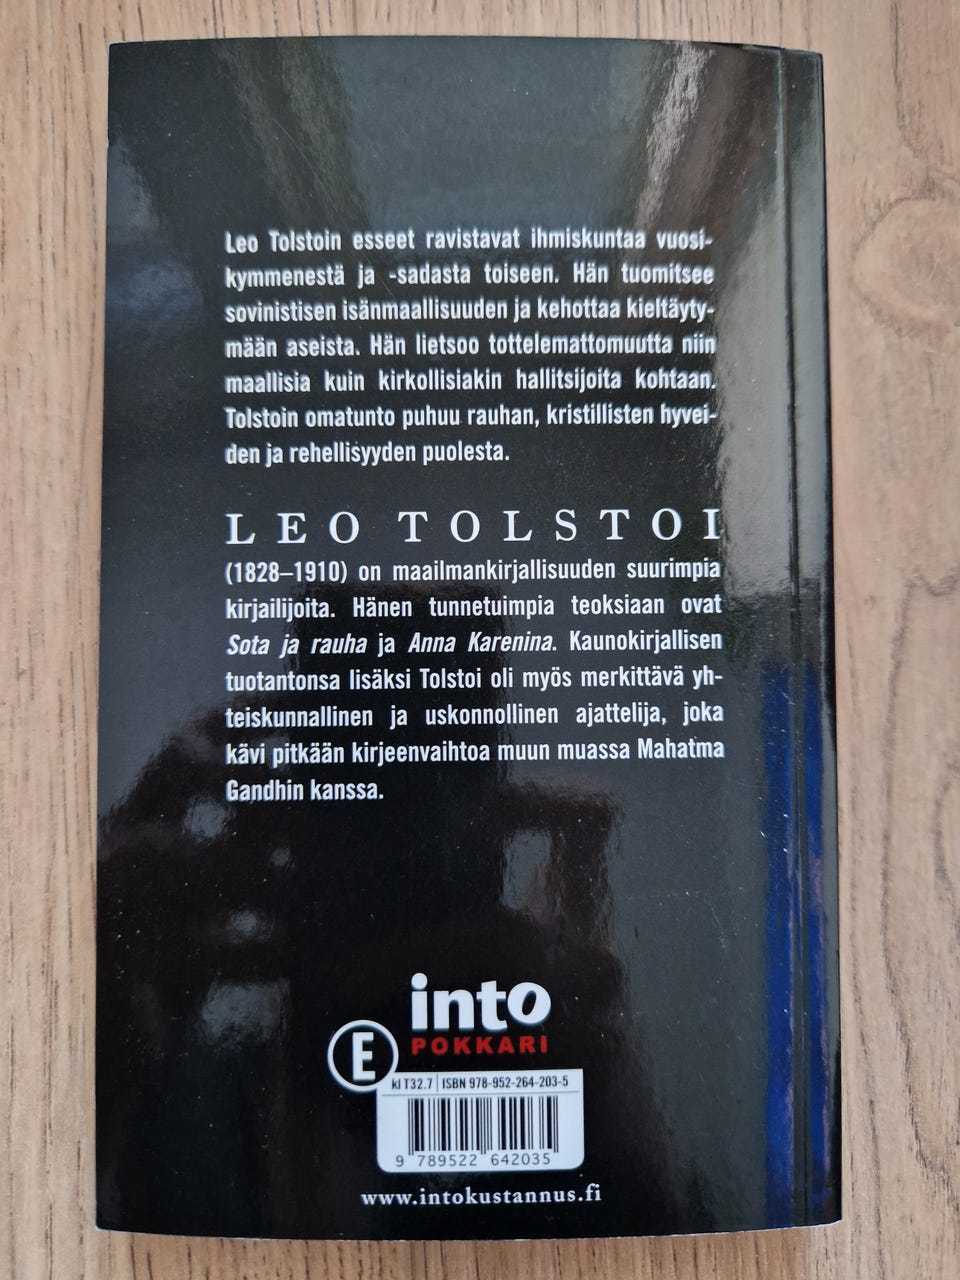 Leo Tolstoin esseet ravistavat ihmiskuntaa vuosi-
kymmenestä ja -sadasta toiseen. Hän tuomitsee
sovinistisen isänmaallisuuden ja kehottaa kieltäyty-
mään aseista. Hän lietsoo tottelemattomuutta niin
maallisia kuin kirkollisiakin hallitsijoita kohtaan.
Tolstoin omatunto puhuu rauhan, kristillisten hyvei-
den ja rehellisyyden puolesta.
LEO TOLSTOI
(1828–1910) on maailmankirjallisuuden suurimpia
kirjailijoita. Hänen tunnetuimpia teoksiaan ovat
Sota ja rauha ja Anna Karenina. Kaunokirjallisen
tuotantonsa lisäksi Tolstoi oli myös merkittävä yh-
teiskunnallinen ja uskonnollinen ajattelija, joka
kävi pitkään kirjeenvaihtoa muun muassa Mahatma
Gandhin kanssa.
into
POKKARI
E
kl T32.7 ISBN 978-952-264-203-5
9 789522 642035
www.intokustannus.fi